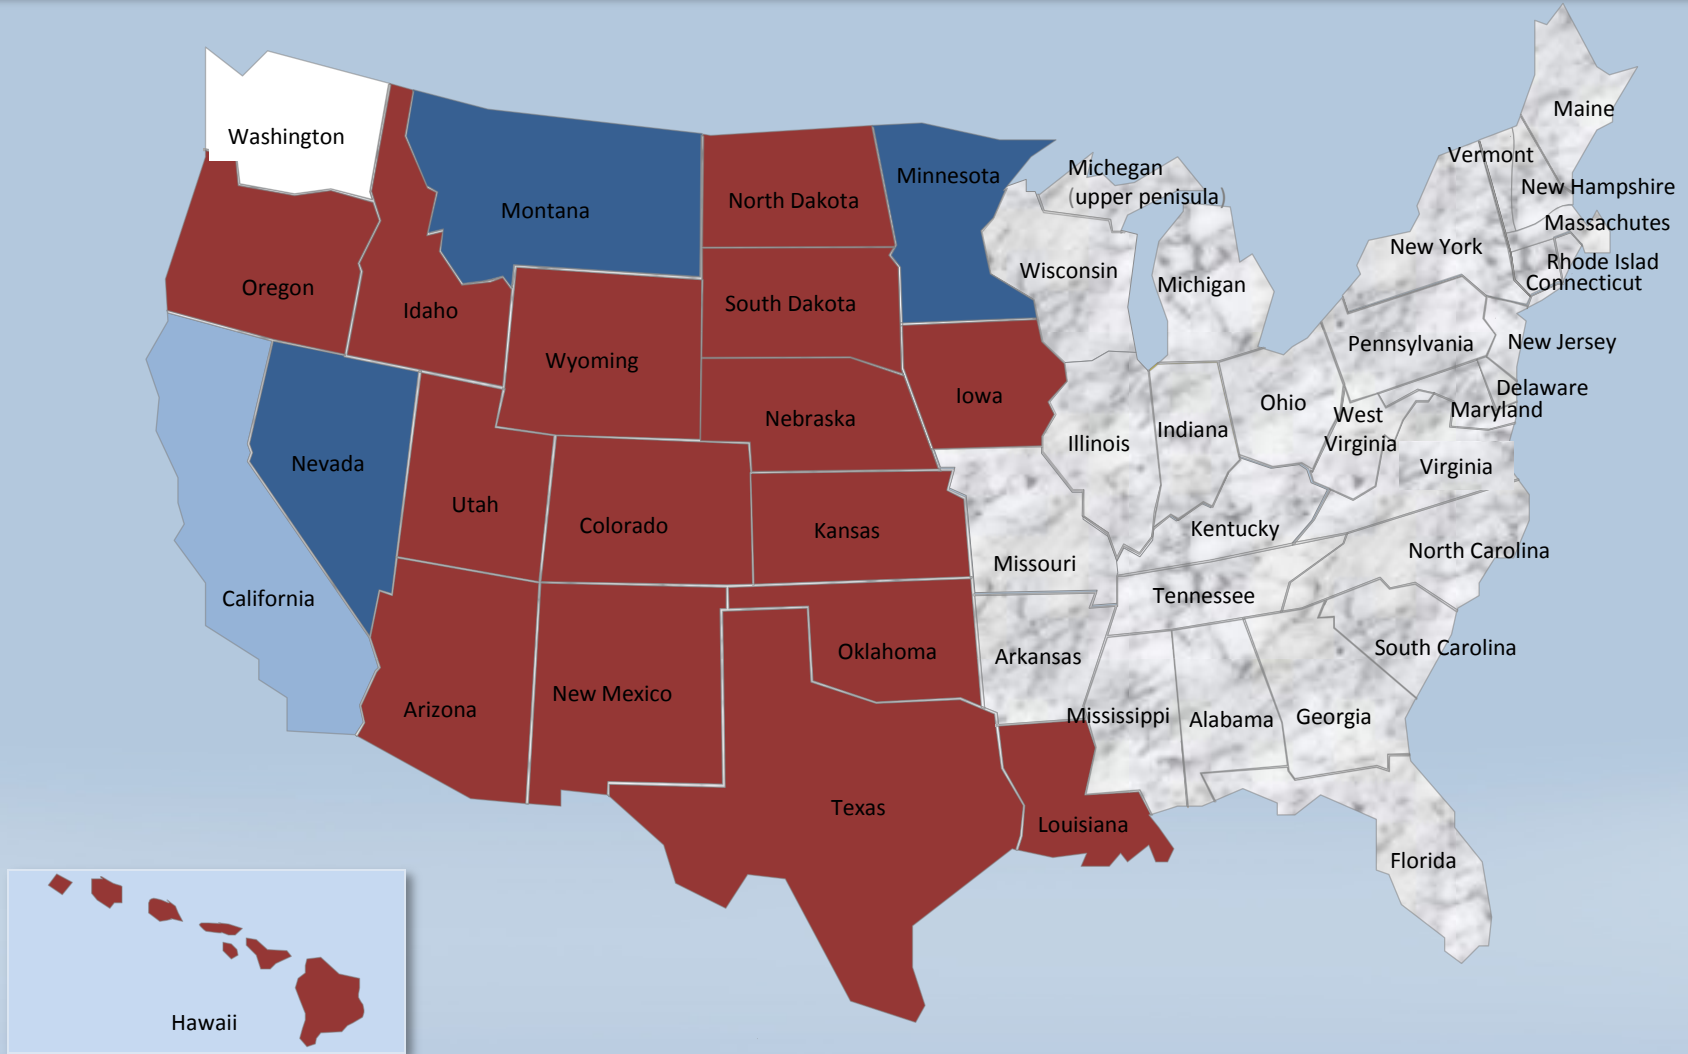 Maine
Washington
Vermont
Michegan
(upper penisula)
Minnesota
New Hampshire
North Dakota
Montana
Massachutes
New York
Rhode Islad
Wisconsin
Connecticut
Michigan
Oregon
South Dakota
Idaho
Pennsylvania
New Jersey
Wyoming
Delaware
Iowa
Ohio
Maryland
Nebraska
West
Virginia
Indiana
Illinois
Nevada
Virginia
Utah
Colorado
Kansas
Kentucky
North Carolina
Missouri
California
Tennessee
Oklahoma
Arkansas
South Carolina
New Mexico
Arizona
Mississippi
Alabama
Georgia
Texas
Louisiana
Florida
Hawaii